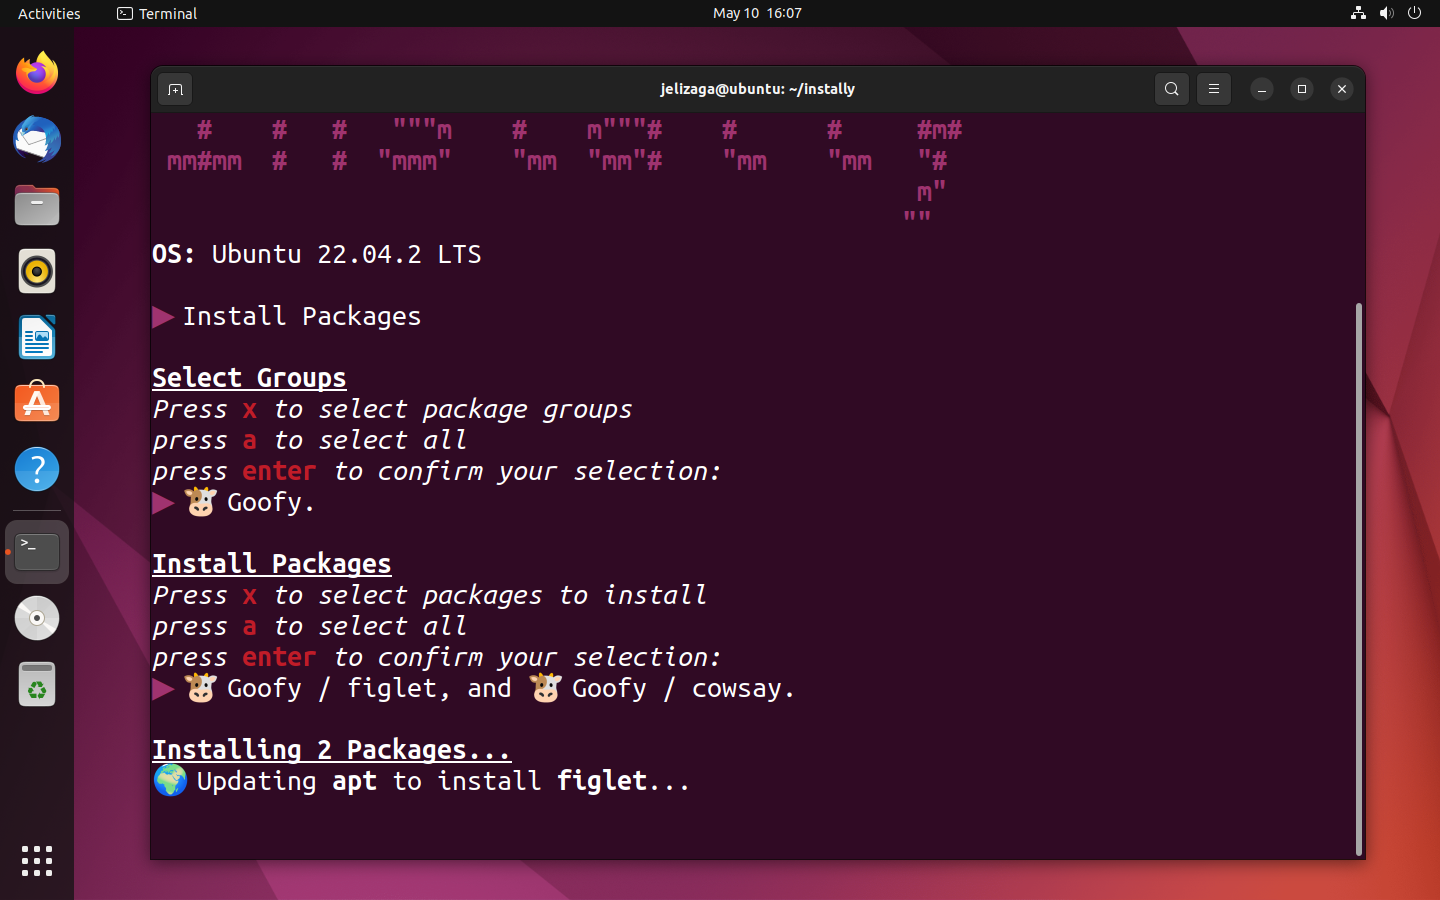 Activities
Terminal
May 10 16:07
jelizaga@ubuntu: ~/instally
    #    #   #   """m    #    m"""#    #      #     #m#
 mm#mm  #   #  "mmm"    "mm  "mm"#    "mm    "mm   "#
                                                   m"
                                                  ""
OS: Ubuntu 22.04.2 LTS
▶ Install Packages
Select Groups
Press x to select package groups
press a to select all
press enter to confirm your selection:
▶ 🐮 Goofy.
Install Packages
Press x to select packages to install
press a to select all
press enter to confirm your selection:
▶ 🐮 Goofy / figlet, and 🐮 Goofy / cowsay.
Installing 2 Packages...
🌍 Updating apt to install figlet...